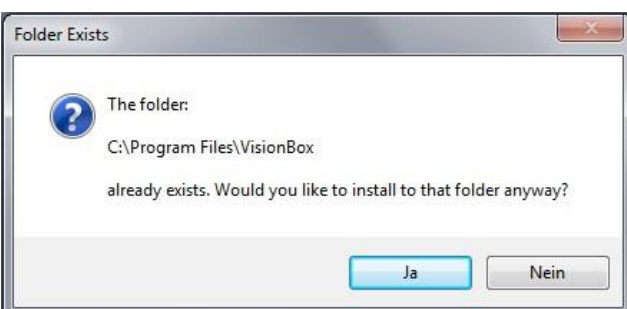 Folder Exists
The folder:
C:\Program Files\VisionBox
already exists. Would you like to install to that folder anyway?
Ja
Nein